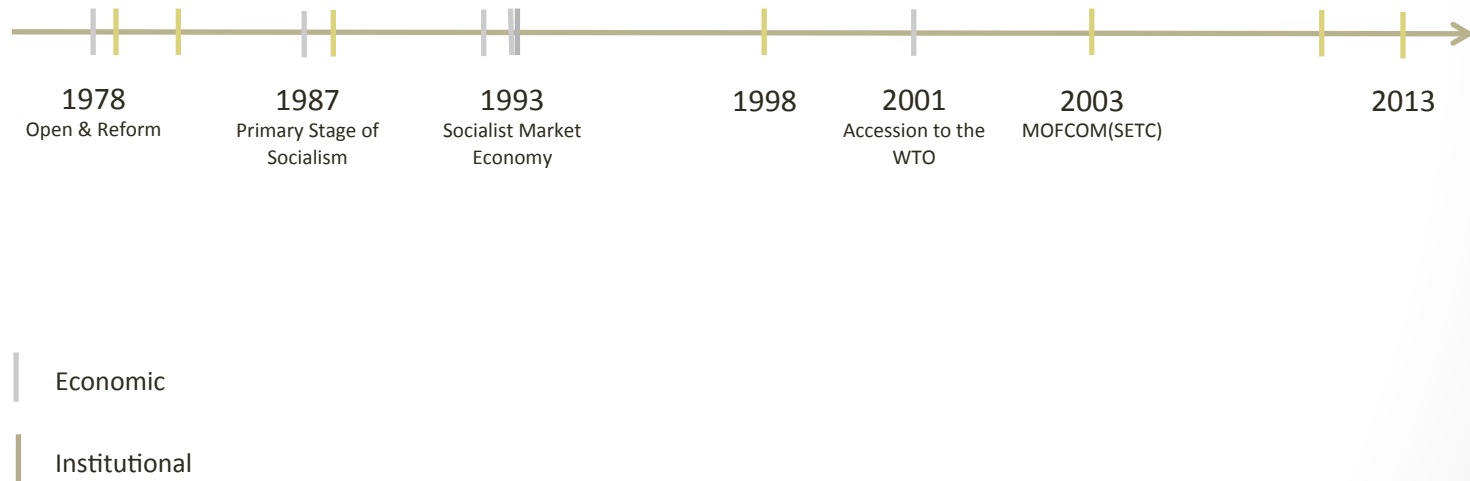 1978
Open & Reform
1987
Primary Stage of
Socialism
1993
Socialist Market
Economy
1998
2001
Accession to the
WTO
2003
MOFCOM(SETC)
2013
Economic
Institutional